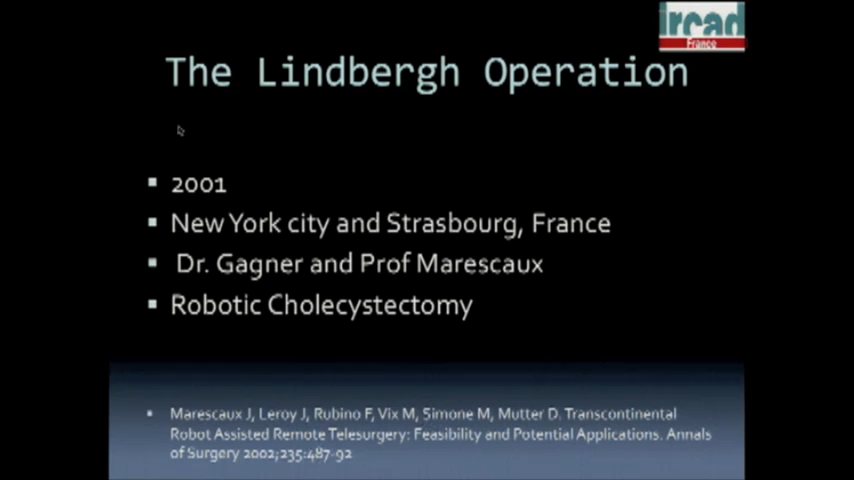 ircad
France
The Lindbergh Operation
2001
New York city and Strasbourg, France
Dr. Gagner and Prof Marescaux
Robotic Cholecystectomy
Marescaux J, Leroy J, Rubino F, Vix M, Simone M, Mutter D. Transcontinental
Robot Assisted Remote Telesurgery: Feasibility and Potential Applications. Annals
of Surgery 2002;235:487-92